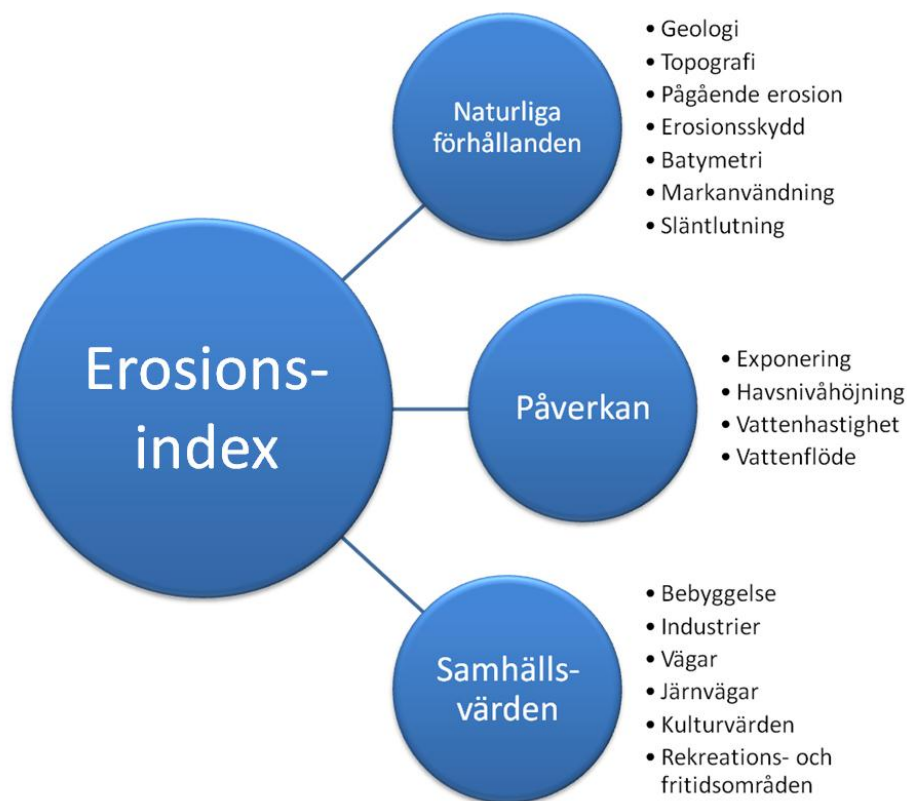 Erosions-
index
Naturliga
förhållanden
• Geologi
• Topografi
• Pågående erosion
• Erosionsskydd
• Batymetri
• Markanvändning
• Släntlutning
Påverkan
• Exponering
• Havsnivåhöjning
• Vattenhastighet
• Vattenflöde
Samhälls-
värden
• Bebyggelse
• Industrier
• Vägar
• Järnvägar
• Kulturvärden
• Rekreations- och
fritidsområden